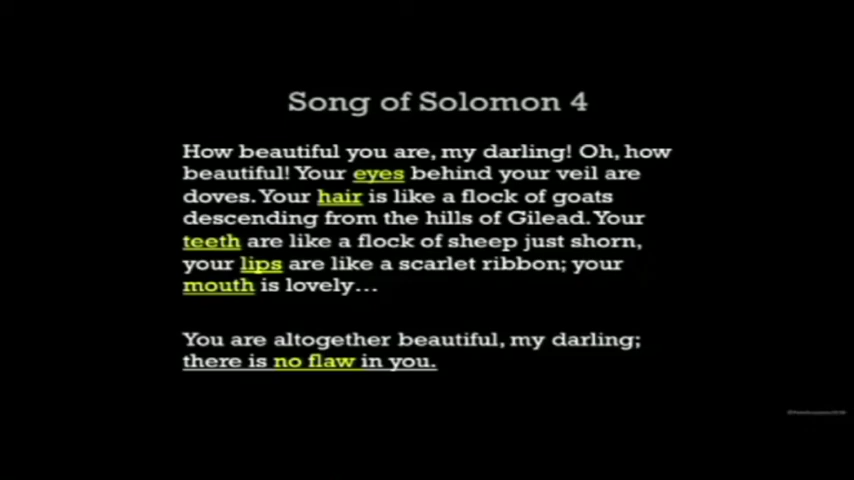 Song of Solomon 4
How beautiful you are, my darling! Oh, how
beautiful! Your eyes behind your veil are
doves. Your hair is like a flock of goats
descending from the hills of Gilead. Your
teeth are like a flock of sheep just shorn,
your lips are like a scarlet ribbon; your
mouth is lovely...
You are altogether beautiful, my darling;
there is no flaw in you.